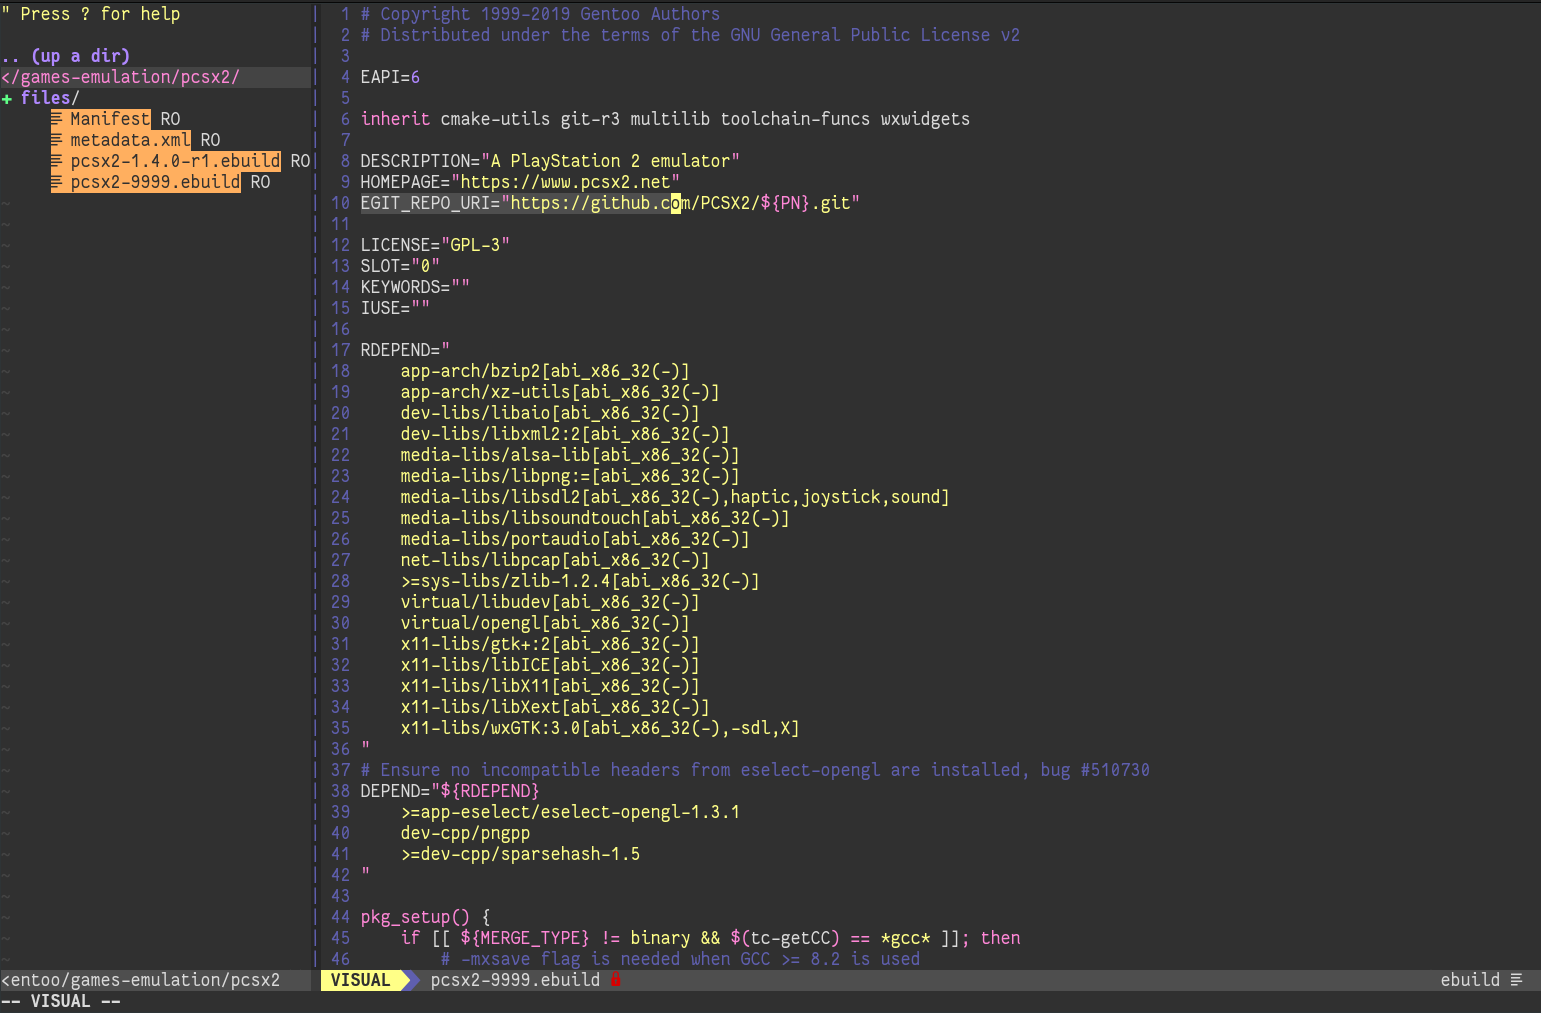 " Press ? for help
.. (up a dir)
</games-emulation/pcsx2/
+ files/
Manifest RO
metadata.xml RO
pcsx2-1.4.0-r1.ebuild RO
pcsx2-9999.ebuild RO
1 # Copyright 1999-2019 Gentoo Authors
2 # Distributed under the terms of the GNU General Public License v2
3
4 EAPI=6
5
6 inherit cmake-utils git-r3 multilib toolchain-funcs wxwidgets
7
8 DESCRIPTION="A PlayStation 2 emulator"
9 HOMEPAGE="https://www.pcsx2.net"
10 EGIT_REPO_URI="https://github.com/PCSX2/${PN}.git"
11
12 LICENSE="GPL-3"
13 SLOT="0"
14 KEYWORDS=""
15 IUSE=""
16
17 RDEPEND="
18     app-arch/bzip2[abi_x86_32(-)]
19     app-arch/xz-utils[abi_x86_32(-)]
20     dev-libs/libaio[abi_x86_32(-)]
21     dev-libs/libxml2:2[abi_x86_32(-)]
22     media-libs/alsa-lib[abi_x86_32(-)]
23     media-libs/libpng:=[abi_x86_32(-)]
24     media-libs/libsdl2[abi_x86_32(-),haptic,joystick,sound]
25     media-libs/libsoundtouch[abi_x86_32(-)]
26     media-libs/portaudio[abi_x86_32(-)]
27     net-libs/libpcap[abi_x86_32(-)]
28     >=sys-libs/zlib-1.2.4[abi_x86_32(-)]
29     virtual/libudev[abi_x86_32(-)]
30     virtual/opengl[abi_x86_32(-)]
31     x11-libs/gtk+:2[abi_x86_32(-)]
32     x11-libs/libICE[abi_x86_32(-)]
33     x11-libs/libX11[abi_x86_32(-)]
34     x11-libs/libXext[abi_x86_32(-)]
35     x11-libs/wxGTK:3.0[abi_x86_32(-),-sdl,X]
36 "
37 # Ensure no incompatible headers from eselect-opengl are installed, bug #510730
38 DEPEND="${RDEPEND}
39     >=app-eselect/eselect-opengl-1.3.1
40     dev-cpp/pngpp
41     >=dev-cpp/sparsehash-1.5
42 "
43
44 pkg_setup() {
45     if [[ ${MERGE_TYPE} != binary && $(tc-getCC) == *gcc* ]]; then
46         # -mxsave flag is needed when GCC >= 8.2 is used
<entoo/games-emulation/pcsx2
VISUAL pcsx2-9999.ebuild
ebuild
-- VISUAL --